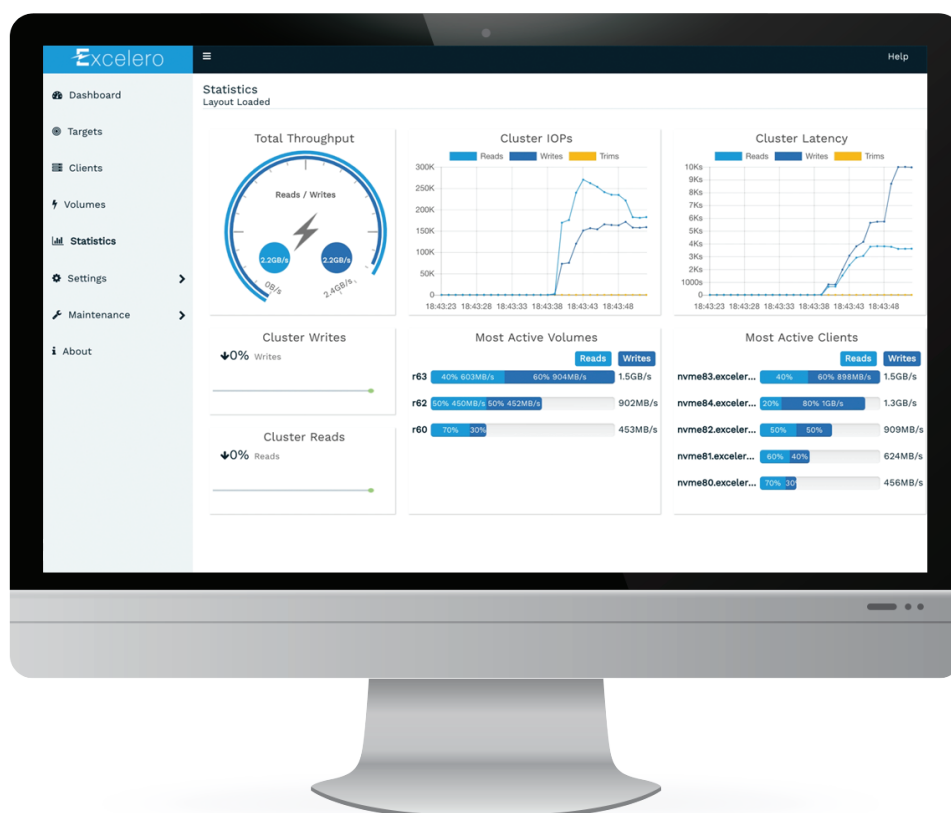 Excelero
Help
Dashboard
Targets
Clients
Volumes
Statistics
Settings
Maintenance
About
Statistics
Layout Loaded
Total Throughput
Reads / Writes
2.2GB/s 2.2GB/s
0B/s 2.4GB/s
Cluster IOPs
Reads Writes Trims
300K
250K
200K
150K
100K
50K
0
18:43:23 18:43:28 18:43:33 18:43:38 18:43:43 18:43:48
Cluster Latency
Reads Writes Trims
10Ks
9Ks
8Ks
7Ks
6Ks
5Ks
4Ks
3Ks
2Ks
1000s
0
18:43:23 18:43:28 18:43:33 18:43:38 18:43:43 18:43:48
Cluster Writes
0% Writes
Cluster Reads
0% Reads
Most Active Volumes
Reads Writes
r63 40% 603MB/s 60% 904MB/s 1.5GB/s
r62 50% 450MB/s 50% 452MB/s 902MB/s
r60 70% 30% 453MB/s
Most Active Clients
Reads Writes
nvme83.exceler... 40% 60% 898MB/s 1.5GB/s
nvme84.exceler... 20% 80% 1GB/s 1.3GB/s
nvme82.exceler... 50% 50% 909MB/s
nvme81.exceler... 60% 40% 624MB/s
nvme80.exceler... 70% 30 456MB/s